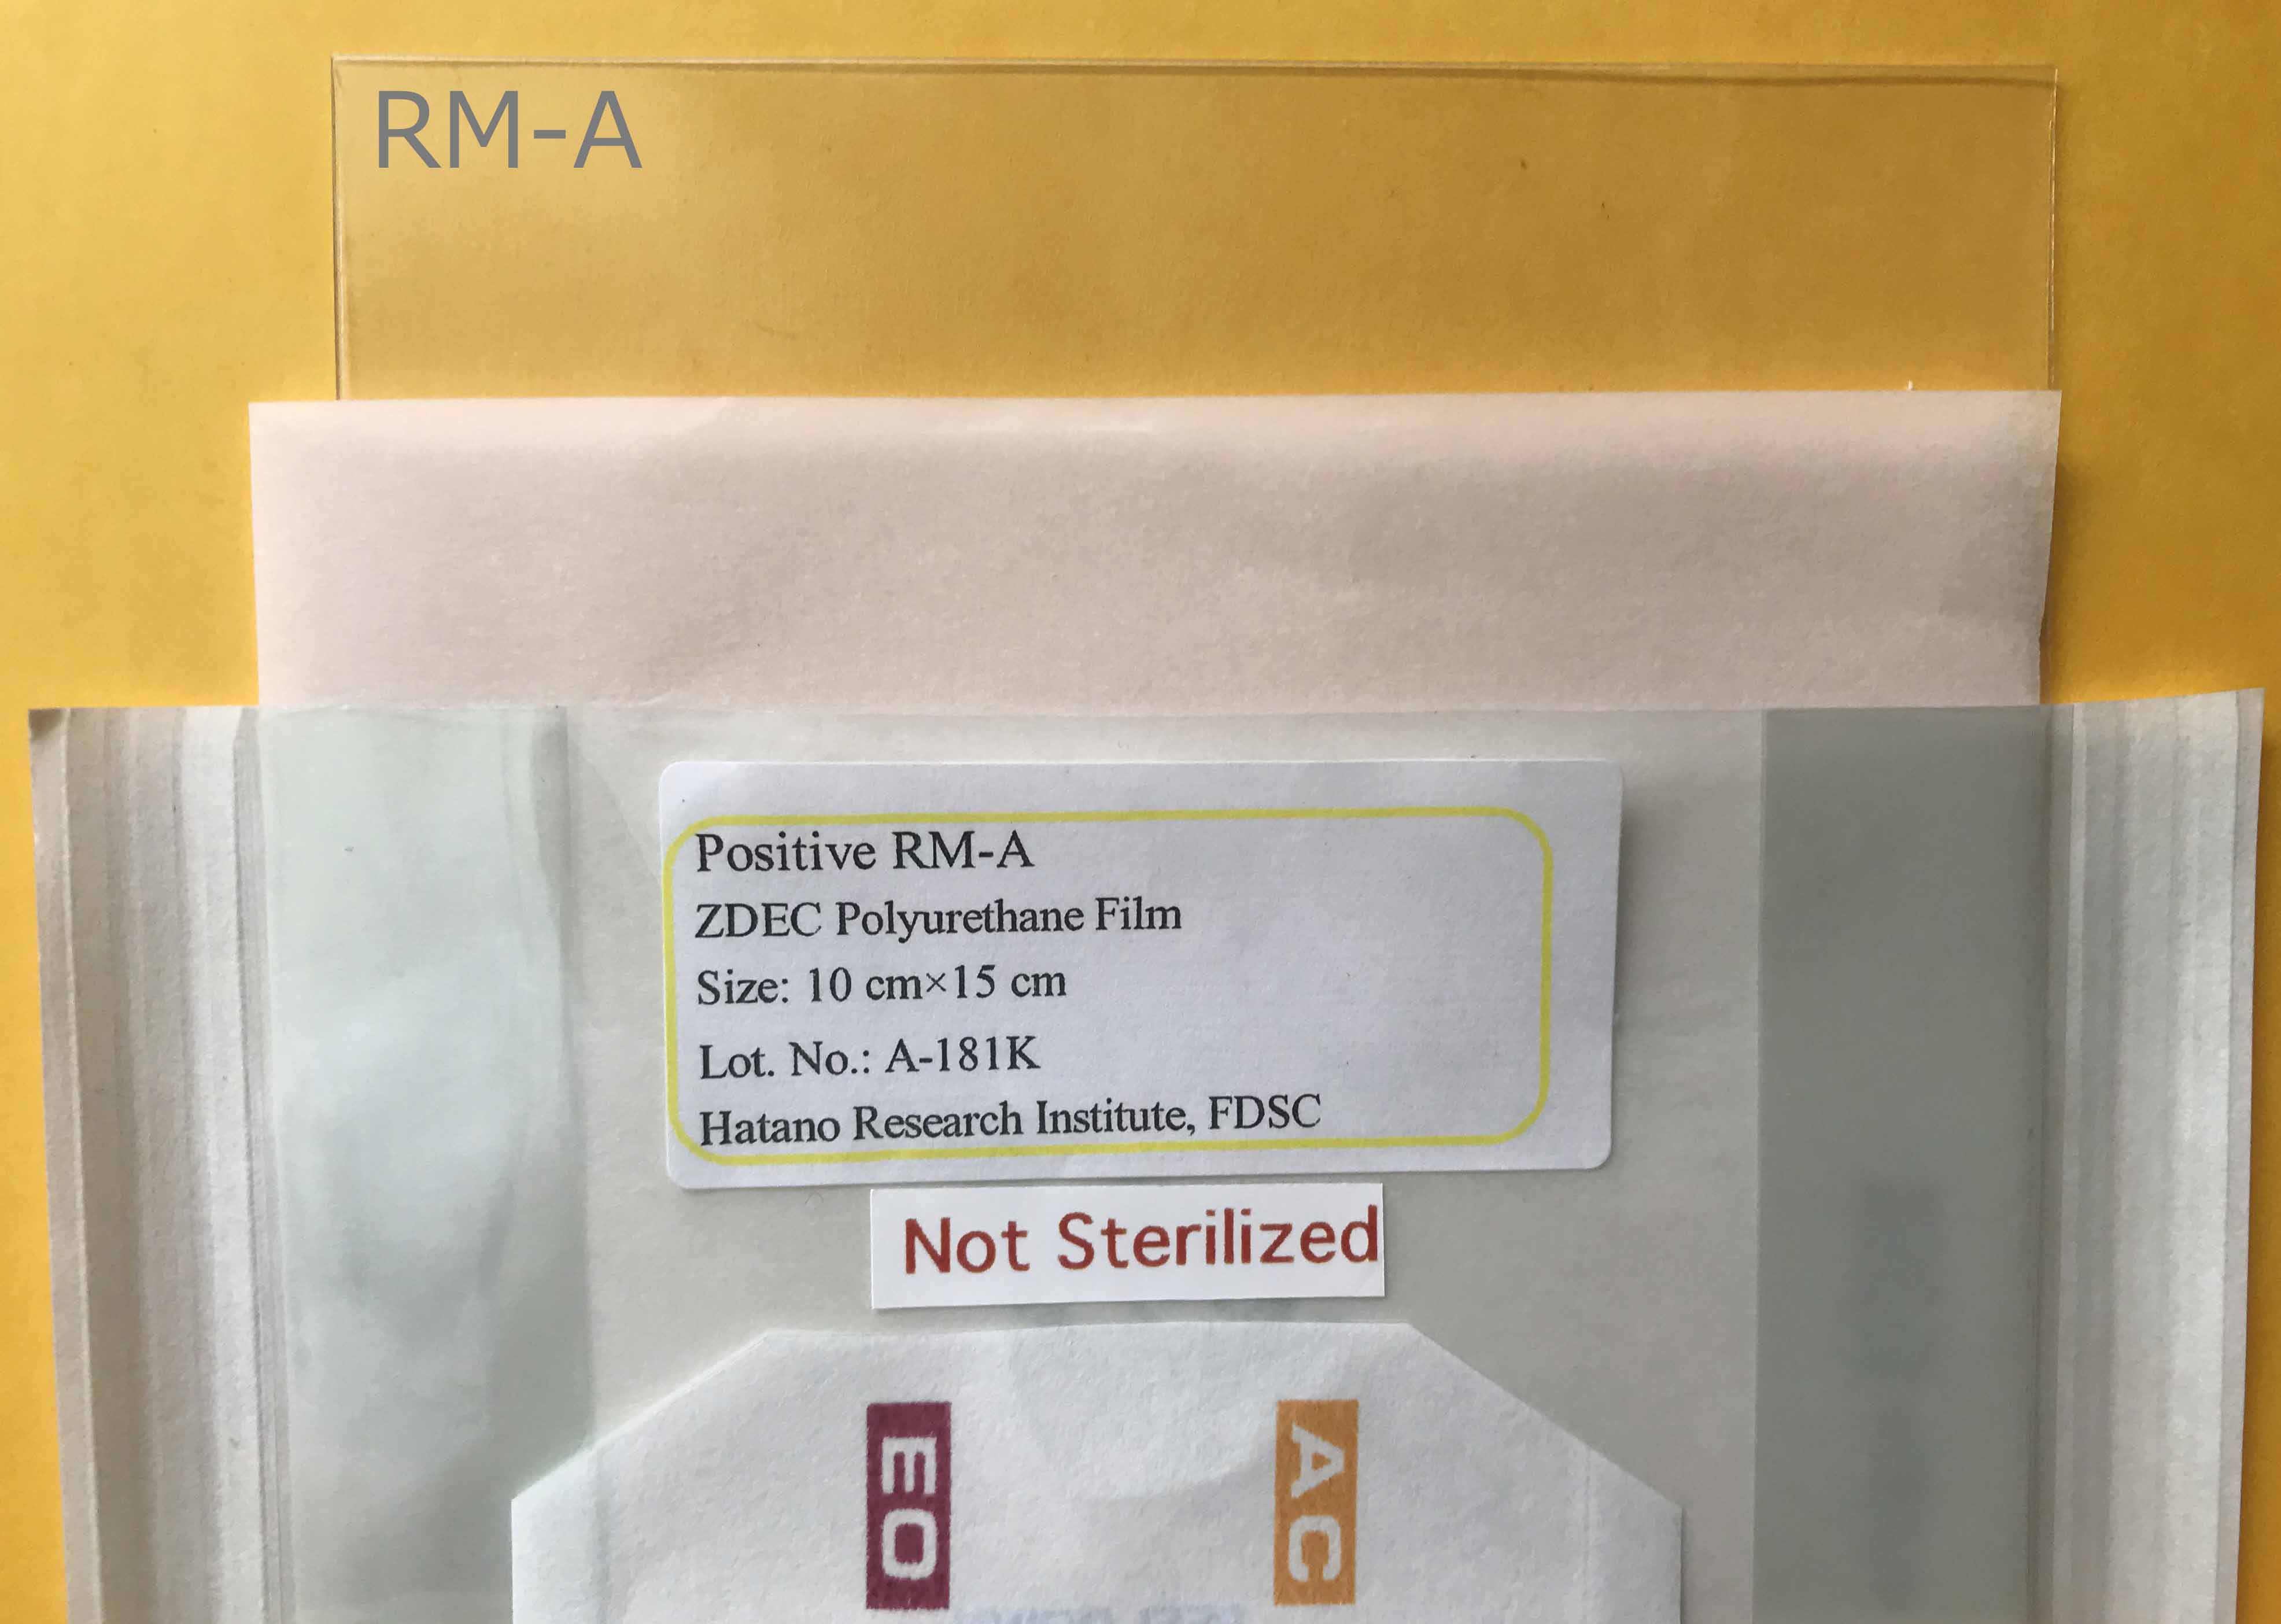 RM-A
Positive RM-A
ZDEC Polyurethane Film
Size: 10 cm×15 cm
Lot. No.: A-181K
Hatano Research Institute, FDSC
Not Sterilized
EO
AC